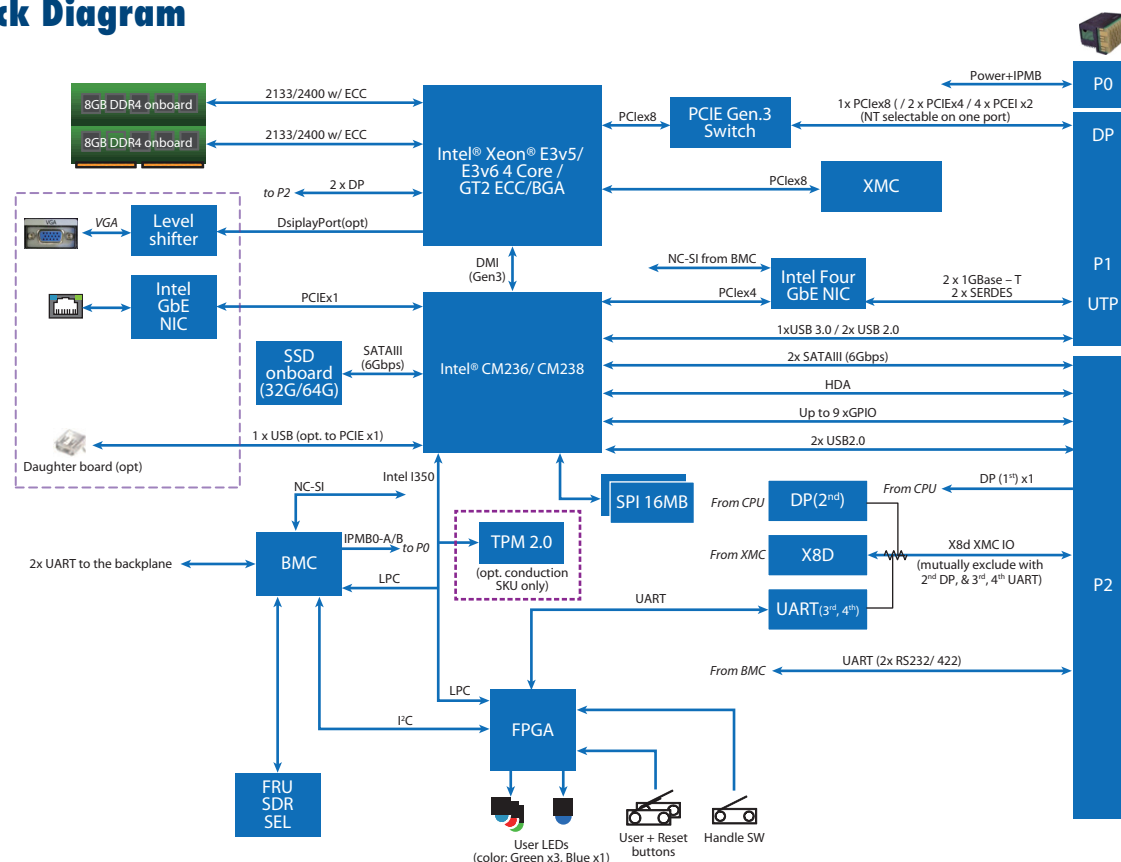 ck Diagram
8GB DDR4 onboard
8GB DDR4 onboard
2133/2400 w/ ECC
2133/2400 w/ ECC
to P2
2 x DP
DsiplayPort(opt)
Intel® Xeon® E3v5/
E3v6 4 Core /
GT2 ECC/BGA
PCIex8
PCIE Gen.3
Switch
Power+IPMB
P0
1x PCIex8 ( / 2 x PCIEx4 / 4 x PCEI x2
(NT selectable on one port)
DP
PCIex8
XMC
VGA
VGA
Level
shifter
DMI
(Gen3)
NC-SI from BMC
Intel Four
GbE NIC
PCIex4
2 x 1GBase – T
2 x SERDES
P1
UTP
Intel
GbE
NIC
PCIEx1
SSD
onboard
(32G/64G)
SATAIII
(6Gbps)
Intel® CM236/ CM238
1xUSB 3.0 / 2x USB 2.0
2x SATAIII (6Gbps)
HDA
Up to 9 xGPIO
2x USB2.0
1 x USB (opt. to PCIE x1)
Daughter board (opt)
NC-SI
Intel I350
SPI 16MB
From CPU
DP(2nd)
From CPU
DP (1st) x1
2x UART to the backplane
BMC
IPMB0-A/B
to P0
LPC
TPM 2.0
(opt. conduction
SKU only)
From XMC
X8D
X8d XMC IO
(mutually exclude with
2nd DP, & 3rd, 4th UART)
P2
UART
UART(3rd, 4th)
From BMC
UART (2x RS232/ 422)
LPC
I2C
FPGA
FRU
SDR
SEL
User LEDs
(color: Green x3, Blue x1)
User + Reset
buttons
Handle SW